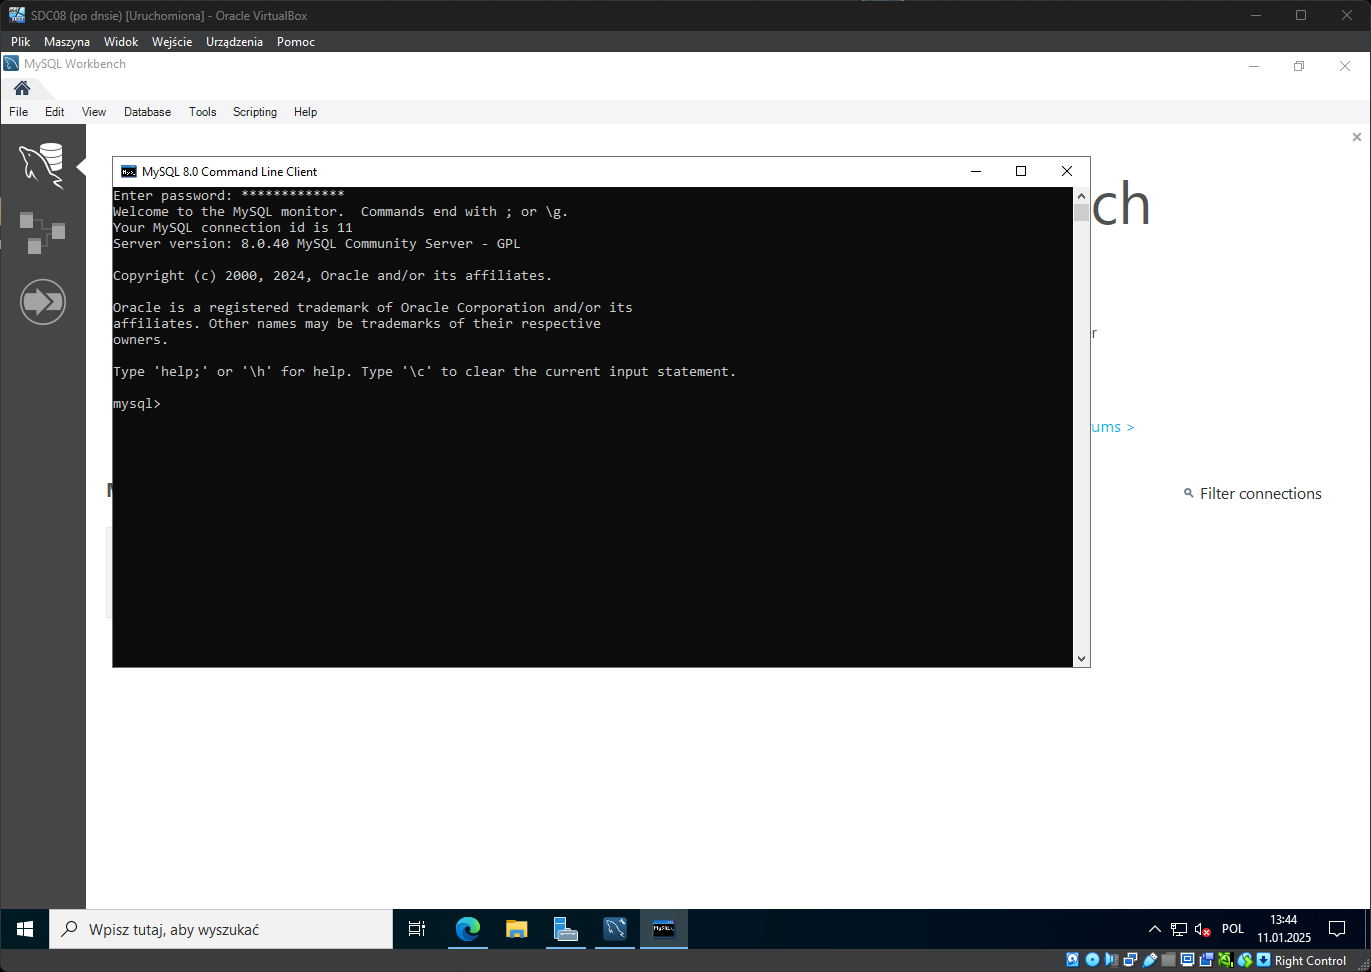 SDC08 (po dnsie) [Uruchomiona] - Oracle VirtualBox
Plik Maszyna Widok Wejście Urządzenia Pomoc
MySQL Workbench
File Edit View Database Tools Scripting Help
MySQL 8.0 Command Line Client
Enter password: *************
Welcome to the MySQL monitor.  Commands end with ; or \g.
Your MySQL connection id is 11
Server version: 8.0.40 MySQL Community Server - GPL
Copyright (c) 2000, 2024, Oracle and/or its affiliates.
Oracle is a registered trademark of Oracle Corporation and/or its
affiliates. Other names may be trademarks of their respective
owners.
Type 'help;' or '\h' for help. Type '\c' to clear the current input statement.
mysql>
ch
r
ums >
Filter connections
Wpisz tutaj, aby wyszukać
POL
13:44
11.01.2025
Right Control